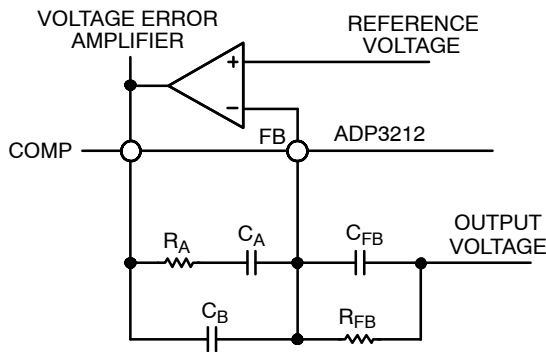 VOLTAGE ERROR
AMPLIFIER
REFERENCE
VOLTAGE
+
−
FB
ADP3212
COMP
OUTPUT
VOLTAGE
RA
CA
CFB
CB
RFB